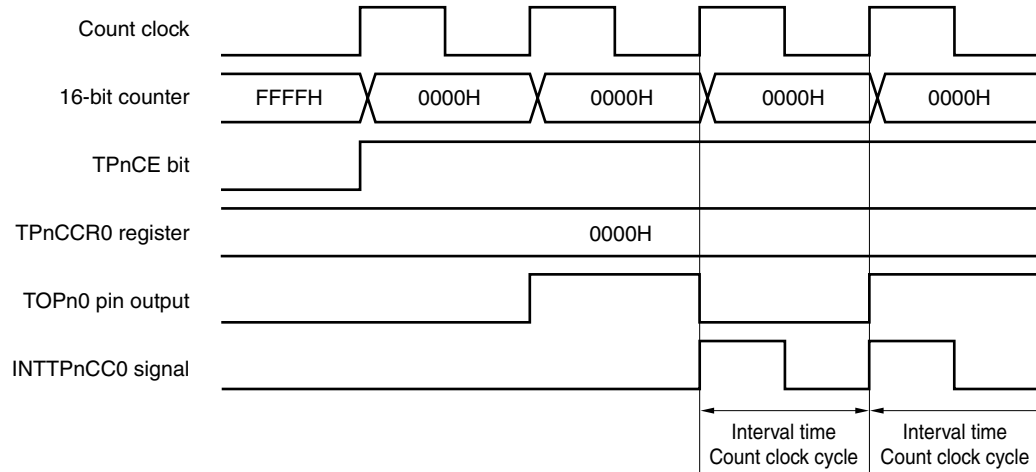 Count clock
16-bit counter
FFFFH 0000H 0000H 0000H 0000H
TPnCE bit
TPnCCR0 register
0000H
TOPn0 pin output
INTTPnCC0 signal
Interval time
Count clock cycle
Interval time
Count clock cycle